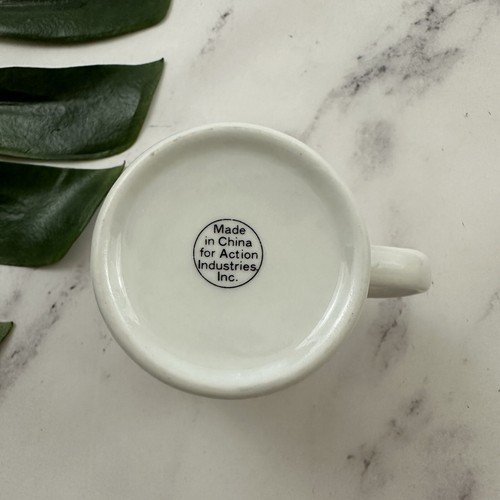 Made
in China
for Action
Industries,
Inc.